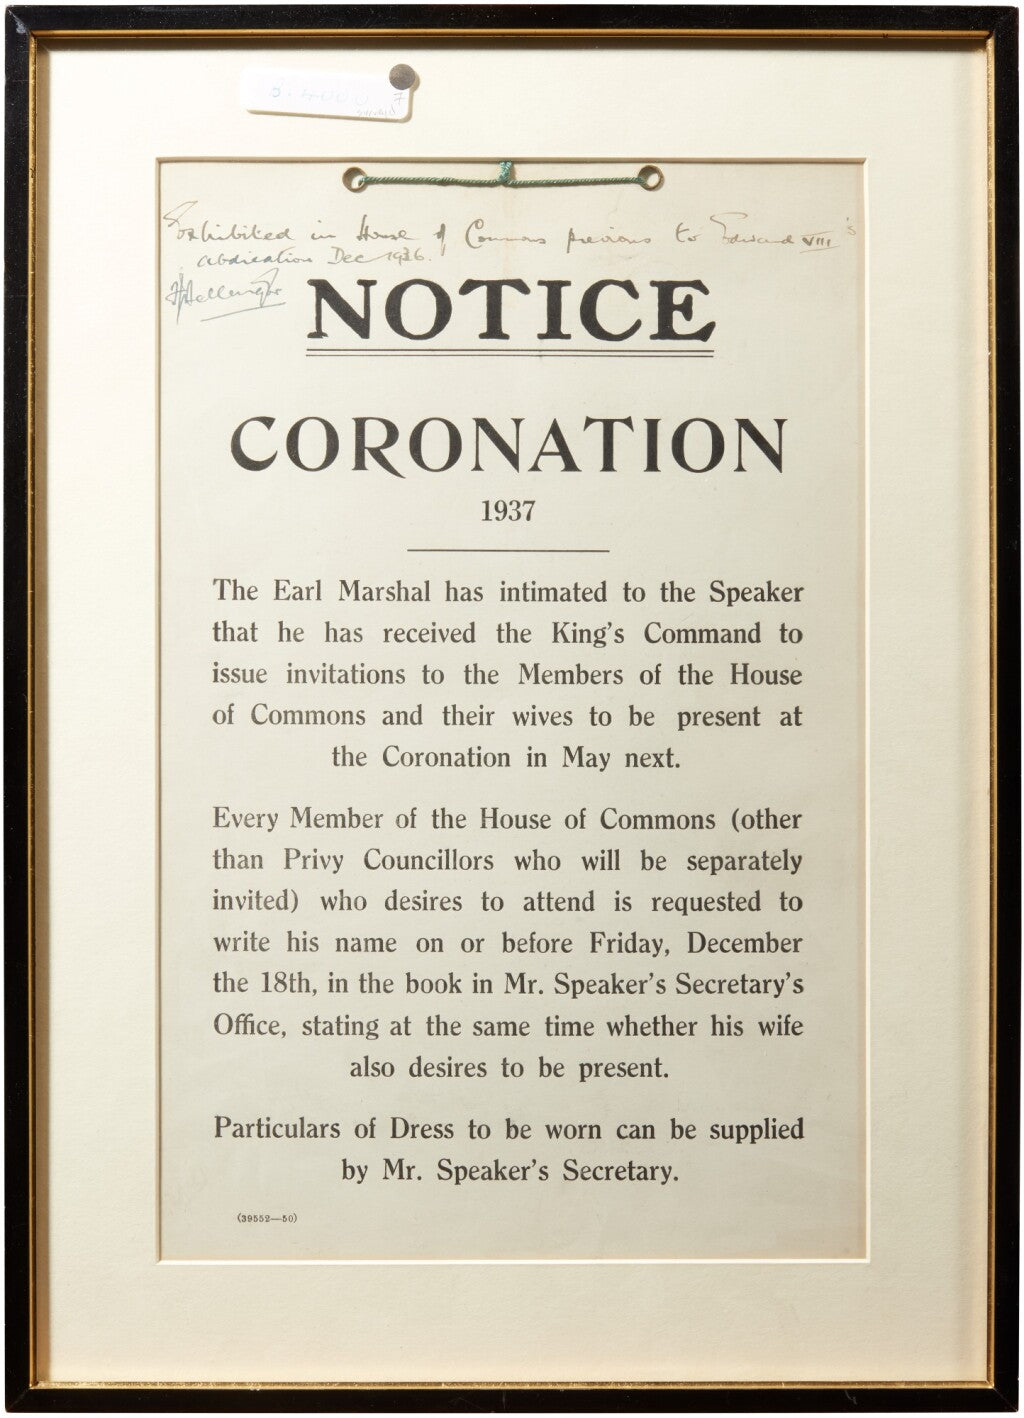 Exhibited in House of Commons previous to Edward VIII's
abdication Dec 1936.
NOTICE
CORONATION
1937
The Earl Marshal has intimated to the Speaker
that he has received the King's Command to
issue invitations to the Members of the House
of Commons and their wives to be present at
the Coronation in May next.
Every Member of the House of Commons (other
than Privy Councillors who will be separately
invited) who desires to attend is requested to
write his name on or before Friday, December
the 18th, in the book in Mr. Speaker's Secretary's
Office, stating at the same time whether his wife
also desires to be present.
Particulars of Dress to be worn can be supplied
by Mr. Speaker's Secretary.
(39552—50)